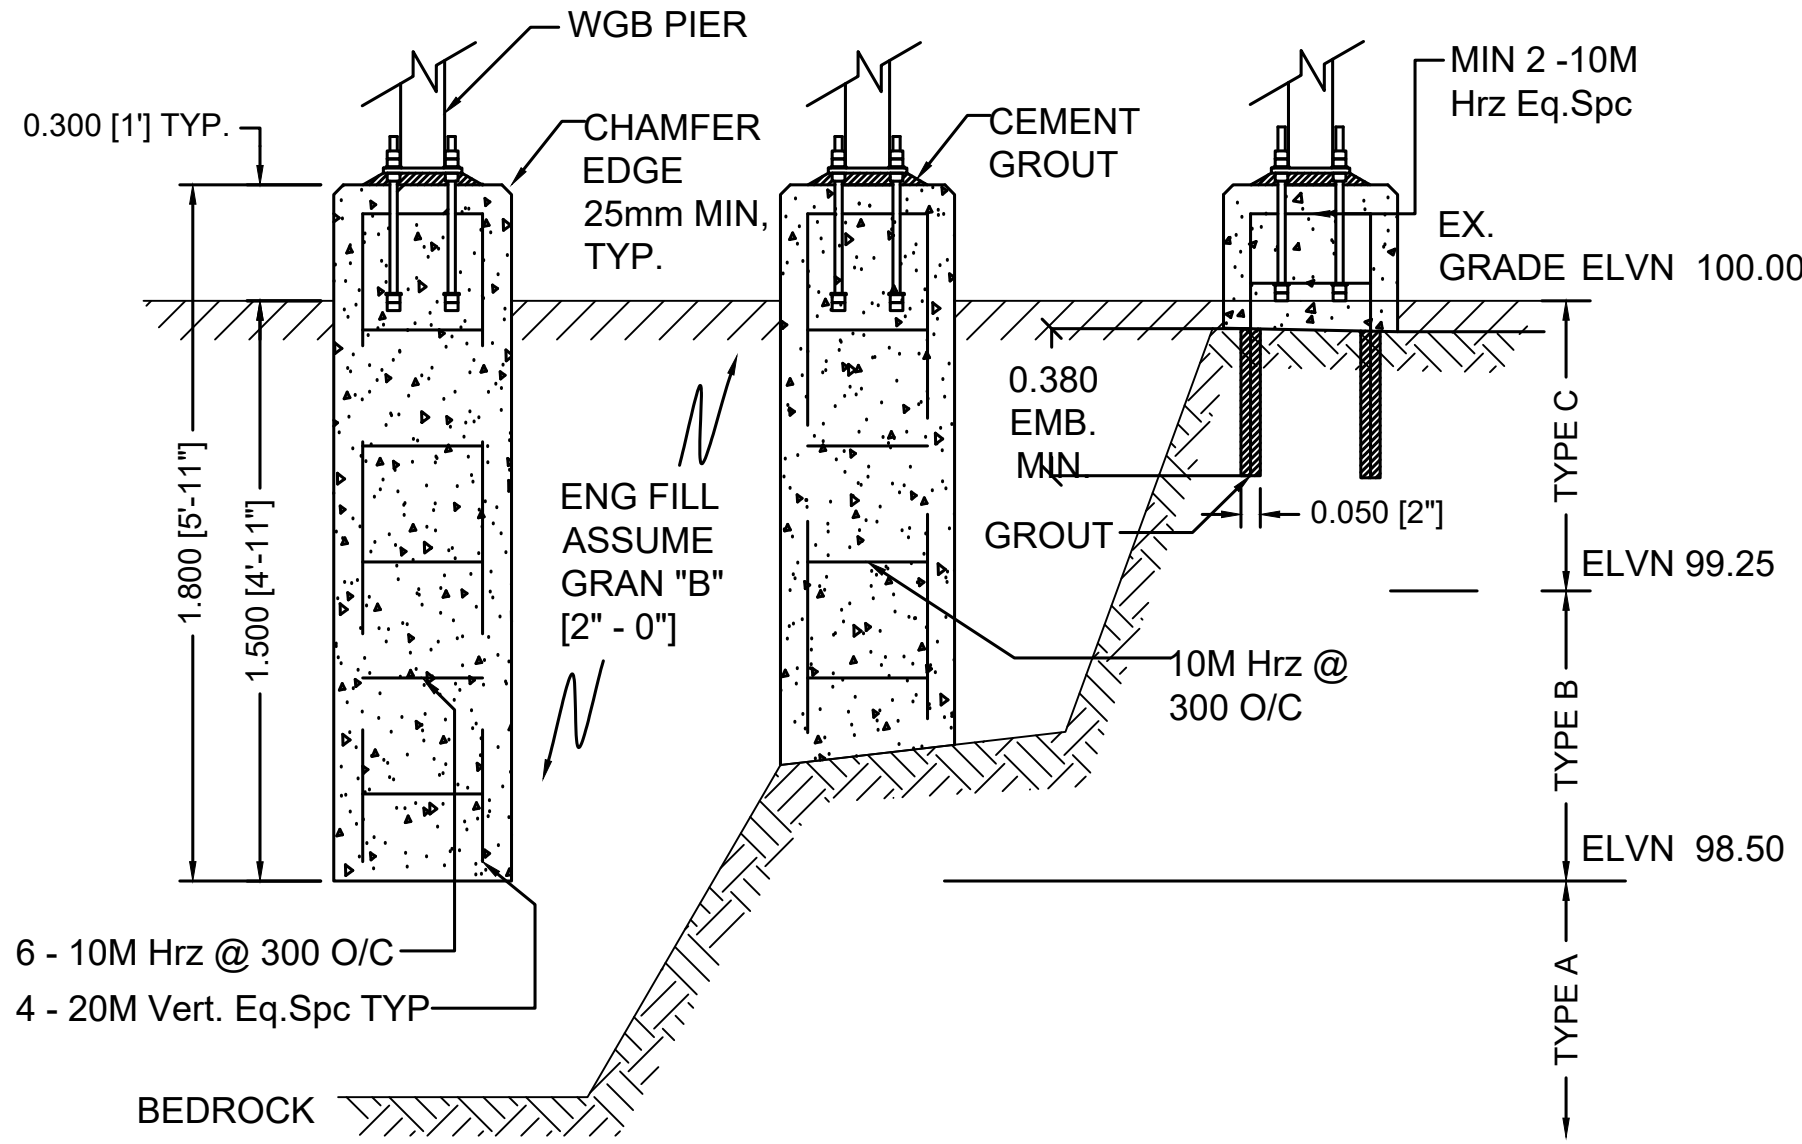 WGB PIER
MIN 2 -10M
Hrz Eq.Spc
0.300 [1'] TYP.
CHAMFER
EDGE
25mm MIN,
TYP.
CEMENT
GROUT
EX.
GRADE ELVN 100.00
1.800 [5'-11"]
1.500 [4'-11"]
0.380
EMB.
MIN.
ENG FILL
ASSUME
GRAN "B"
[2" - 0"]
GROUT
0.050 [2"]
TYPE C
ELVN 99.25
10M Hrz @
300 O/C
TYPE B
ELVN 98.50
6 - 10M Hrz @ 300 O/C
4 - 20M Vert. Eq.Spc TYP
TYPE A
BEDROCK